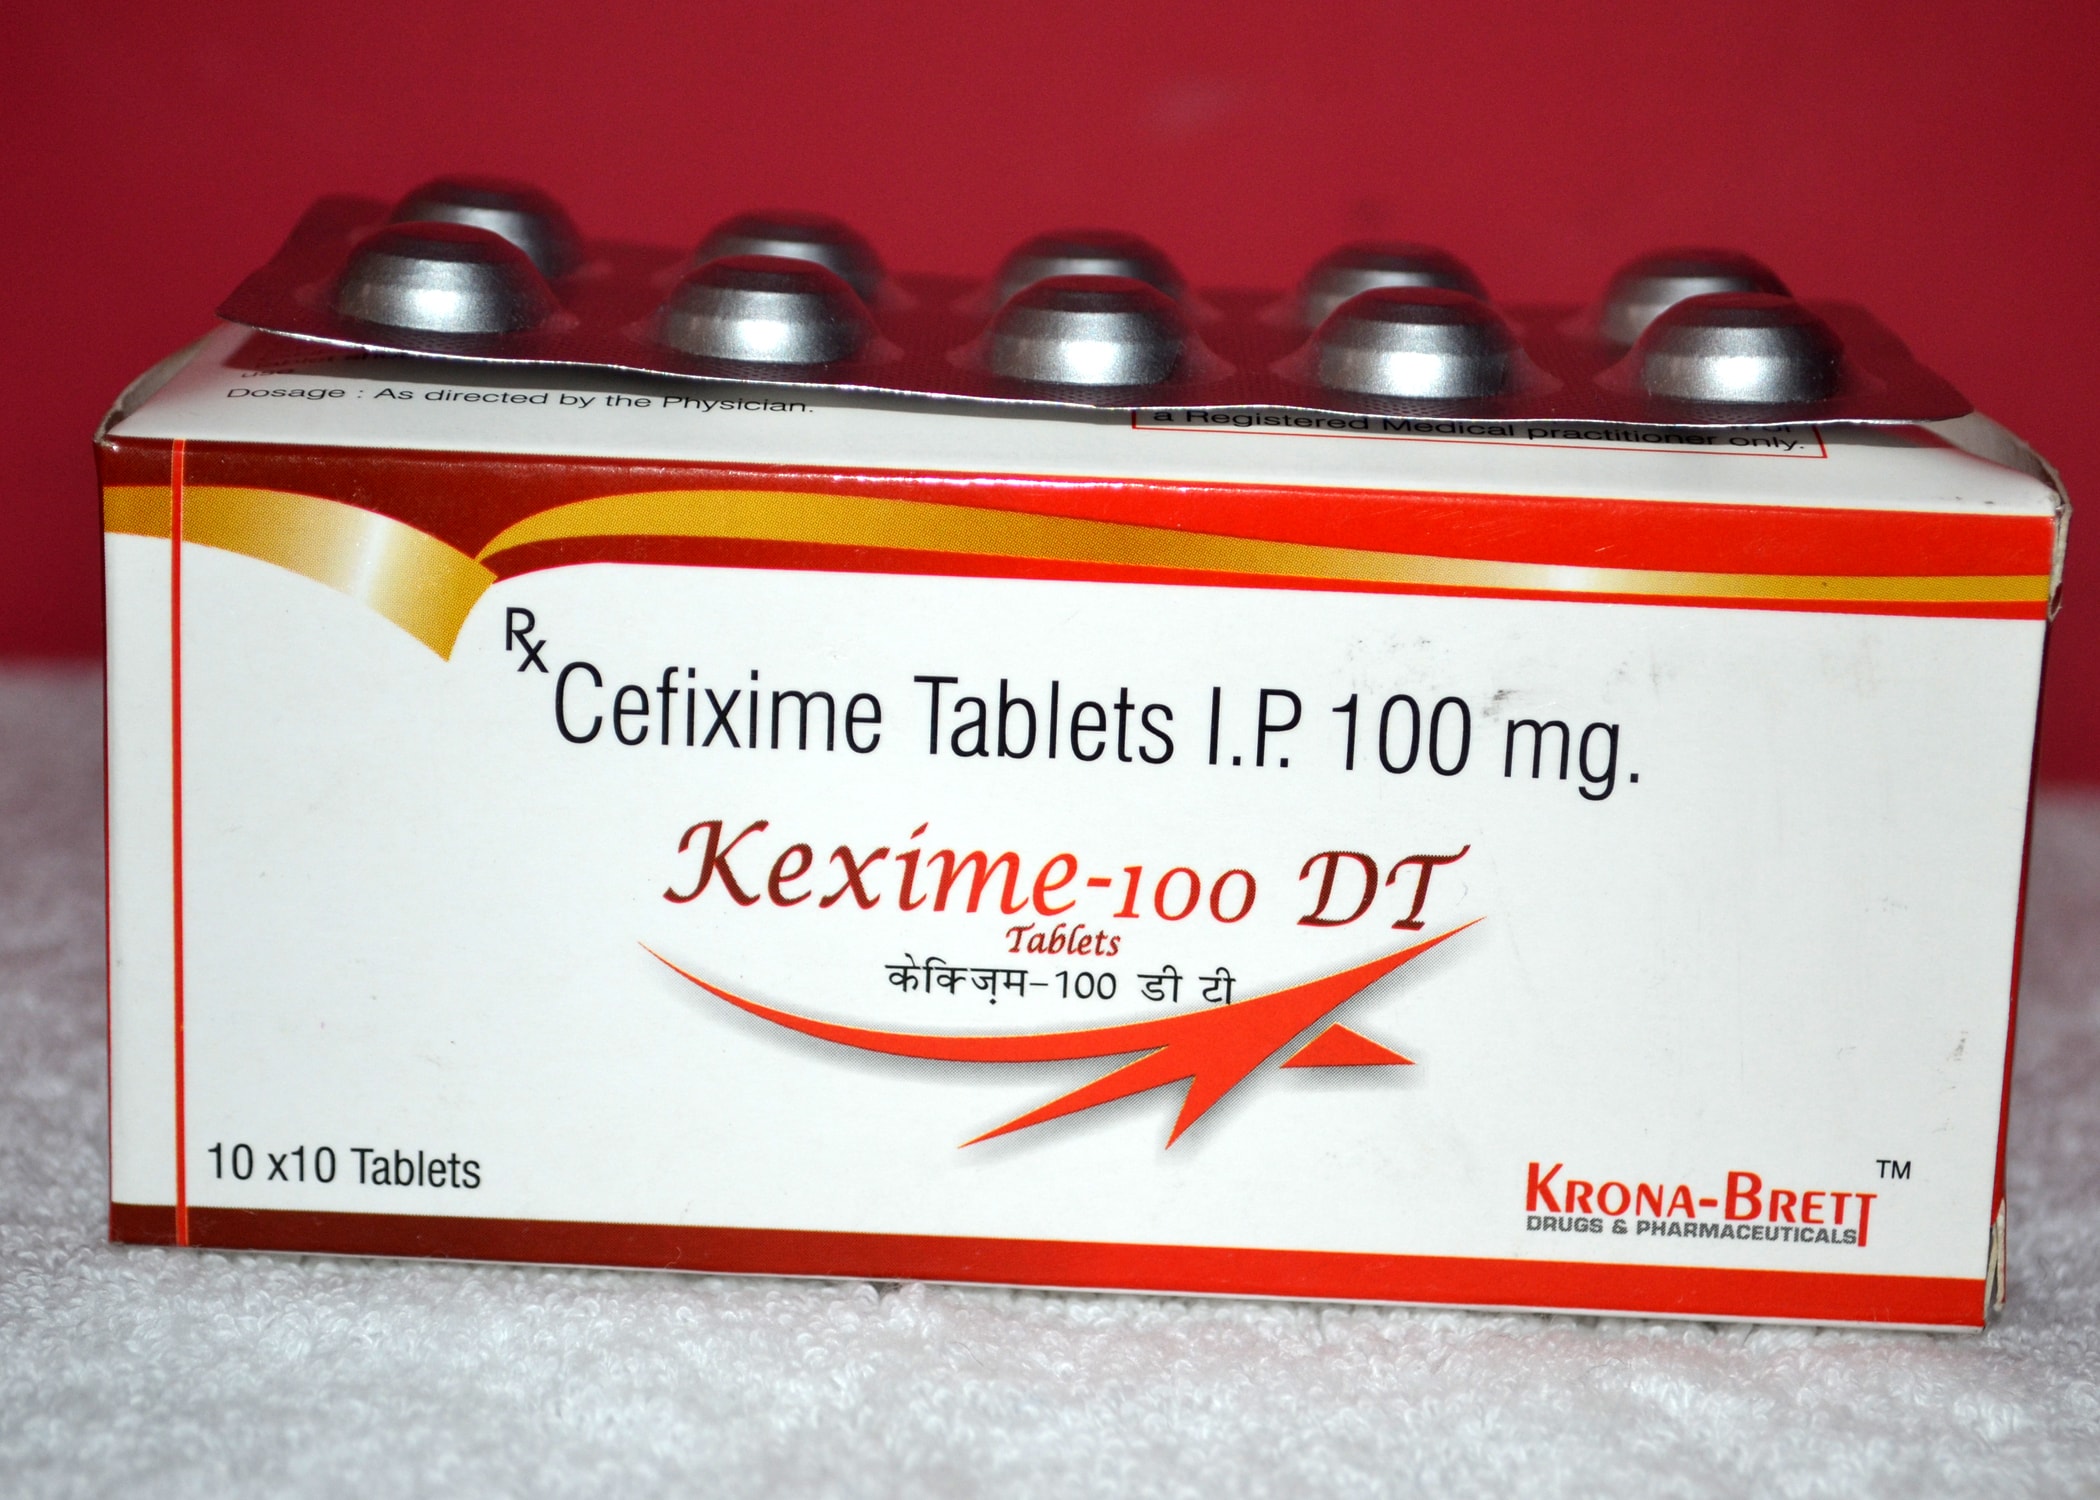 Dosage : As directed by the Physician.
a Registered Medical practitioner only.
Rx
Cefixime Tablets I.P. 100 mg.
Kexime-100 DT
Tablets
केक्ज़िम-100 डी टी
10 x10 Tablets
KRONA-BRETT TM
DRUGS & PHARMACEUTICALS